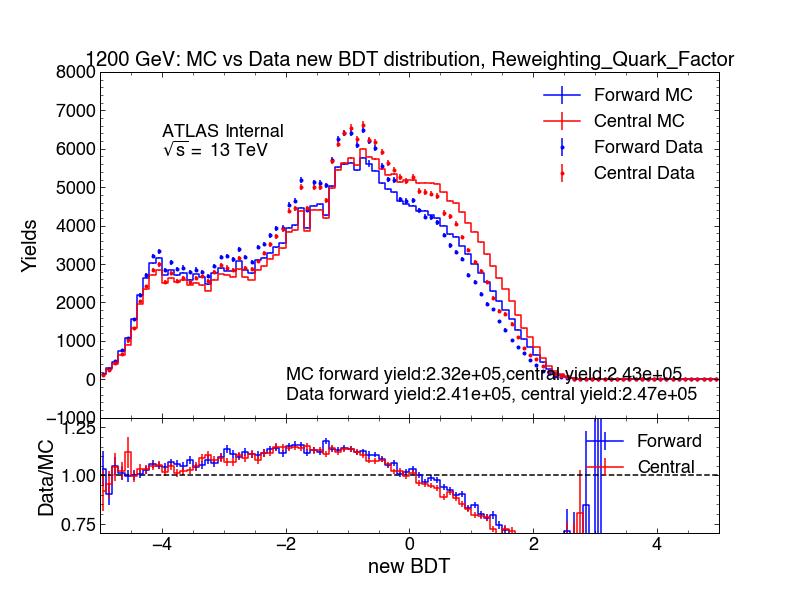 1200 GeV: MC vs Data new BDT distribution, Reweighting_Quark_Factor
8000
7000
6000
5000
4000
3000
2000
1000
0
−1000
Yields
ATLAS Internal
√s = 13 TeV
Forward MC
Central MC
Forward Data
Central Data
MC forward yield:2.32e+05,central yield:2.43e+05
Data forward yield:2.41e+05, central yield:2.47e+05
1.25
1.00
0.75
Data/MC
Forward
Central
−4 −2 0 2 4
new BDT